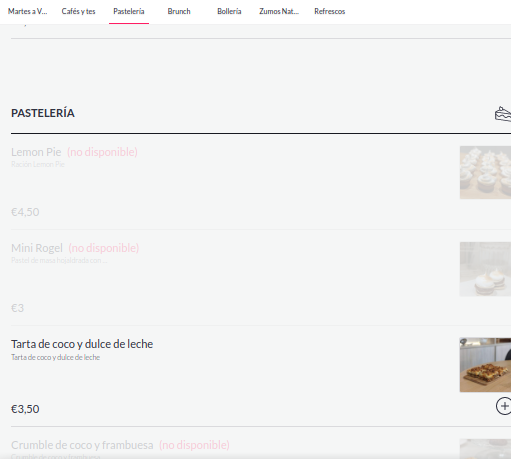 Martes a V...
Cafés y tes
Pastelería
Brunch
Bollería
Zumos Nat...
Refrescos
PASTELERÍA
Lemon Pie (no disponible)
Ración Lemon Pie
€4,50
Mini Rogel (no disponible)
Pastel de masa hojaldrada con...
€3
Tarta de coco y dulce de leche
Tarta de coco y dulce de leche
€3,50
Crumble de coco y frambuesa (no disponible)